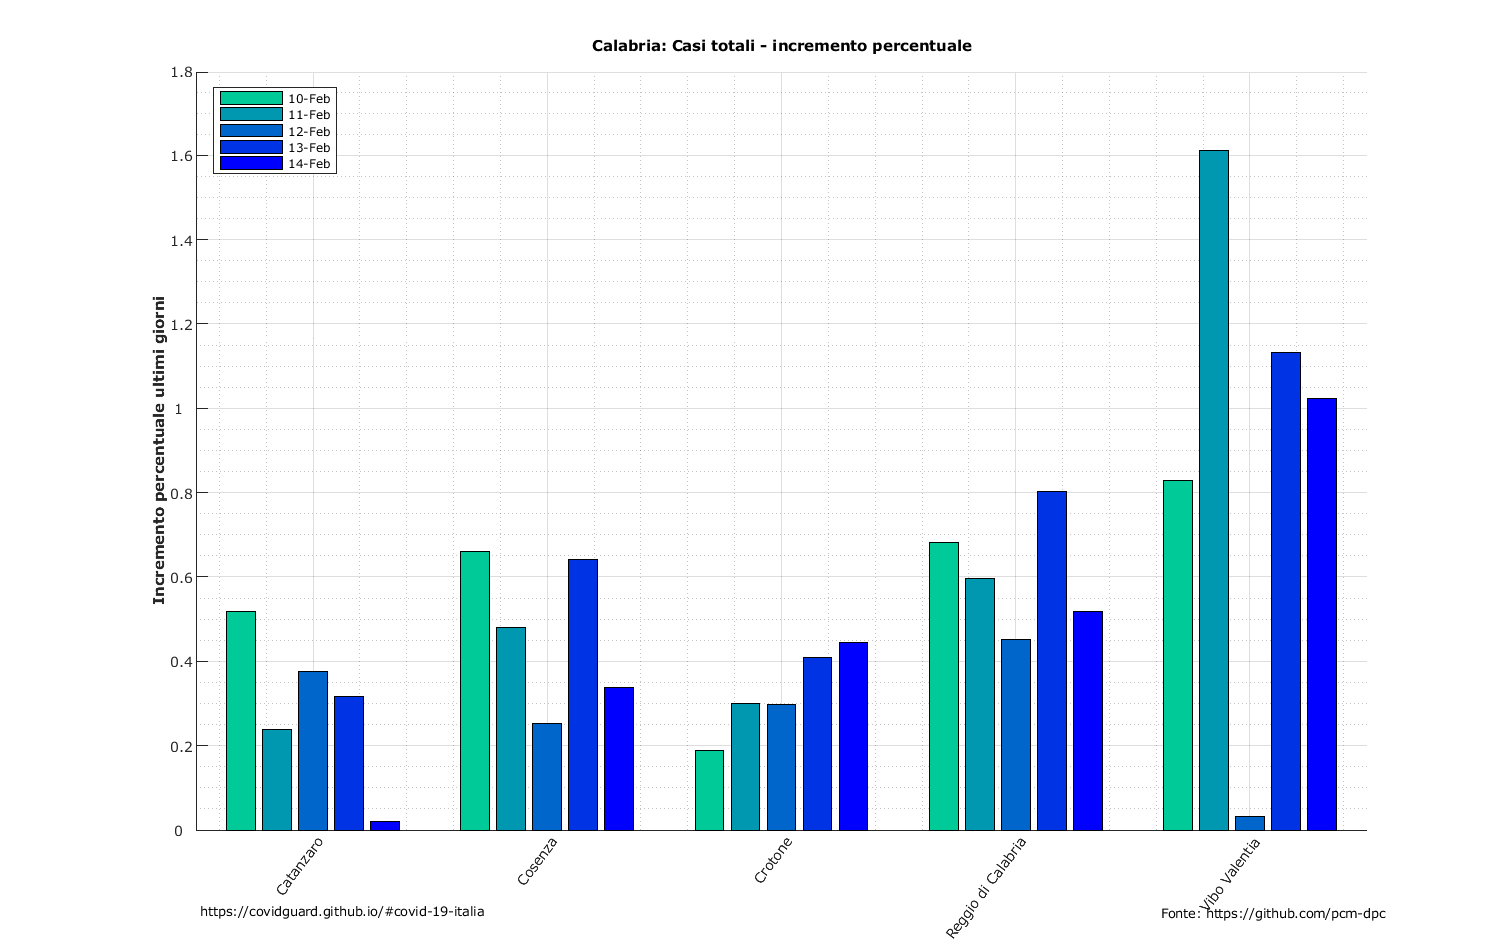 Calabria: Casi totali - incremento percentuale
Incremento percentuale ultimi giorni
1.8
1.6
1.4
1.2
1
0.8
0.6
0.4
0.2
0
10-Feb
11-Feb
12-Feb
13-Feb
14-Feb
Catanzaro
Cosenza
Crotone
Reggio di Calabria
Vibo Valentia
https://covidguard.github.io/#covid-19-italia
Fonte: https://github.com/pcm-dpc